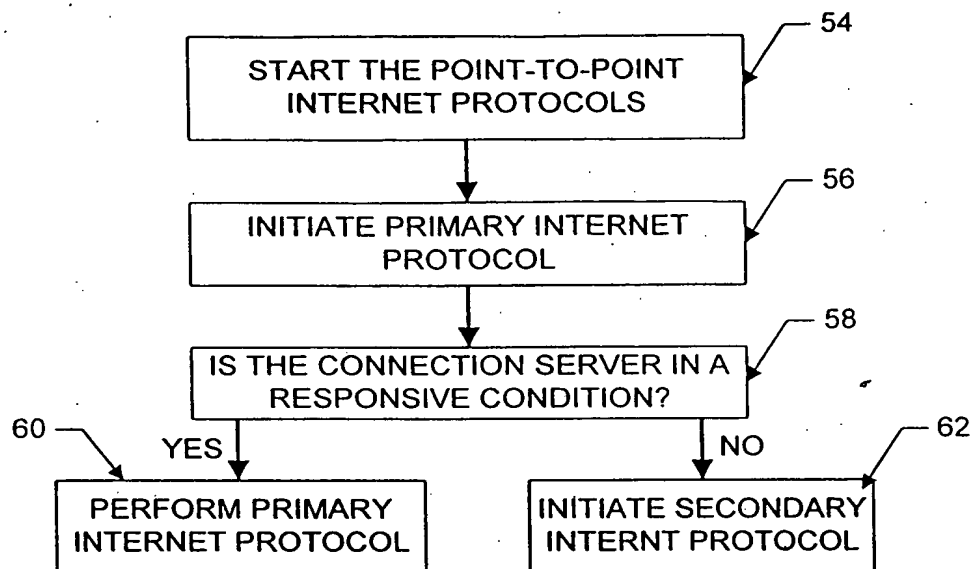 54
START THE POINT-TO-POINT
INTERNET PROTOCOLS
56
INITIATE PRIMARY INTERNET
PROTOCOL
58
IS THE CONNECTION SERVER IN A
RESPONSIVE CONDITION?
60
YES
NO
62
PERFORM PRIMARY
INTERNET PROTOCOL
INITIATE SECONDARY
INTERNT PROTOCOL